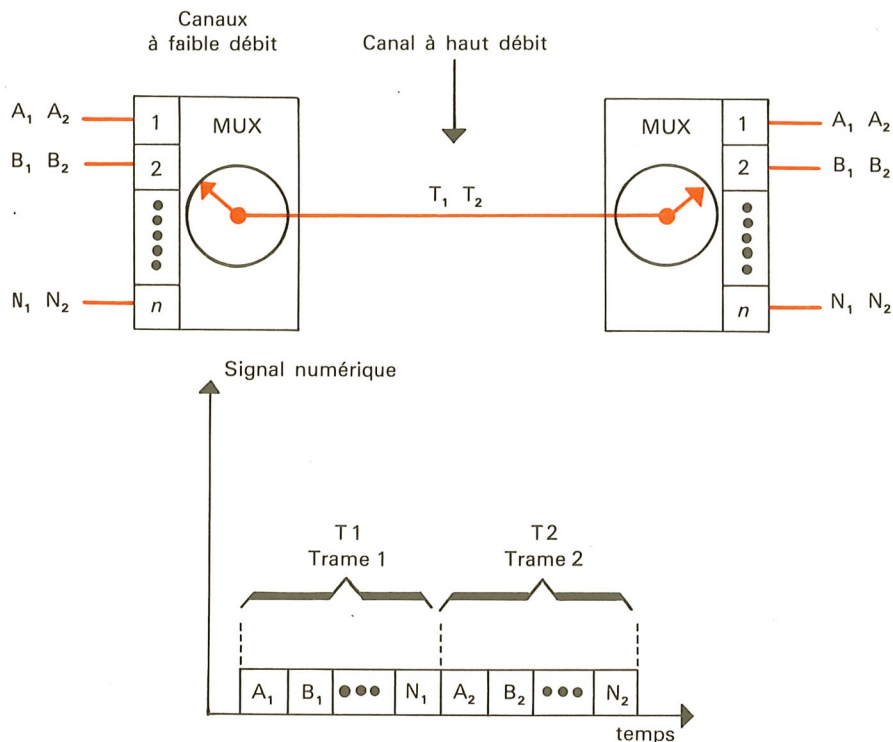 Canaux
à faible débit
Canal à haut débit
A₁ A₂
1
MUX
MUX
1
A₁ A₂
B₁ B₂
2
2
B₁ B₂
T₁ T₂
N₁ N₂
n
n
N₁ N₂
Signal numérique
T1
Trame 1
T2
Trame 2
A₁ B₁ ●●● N₁ A₂ B₂ ●●● N₂
temps